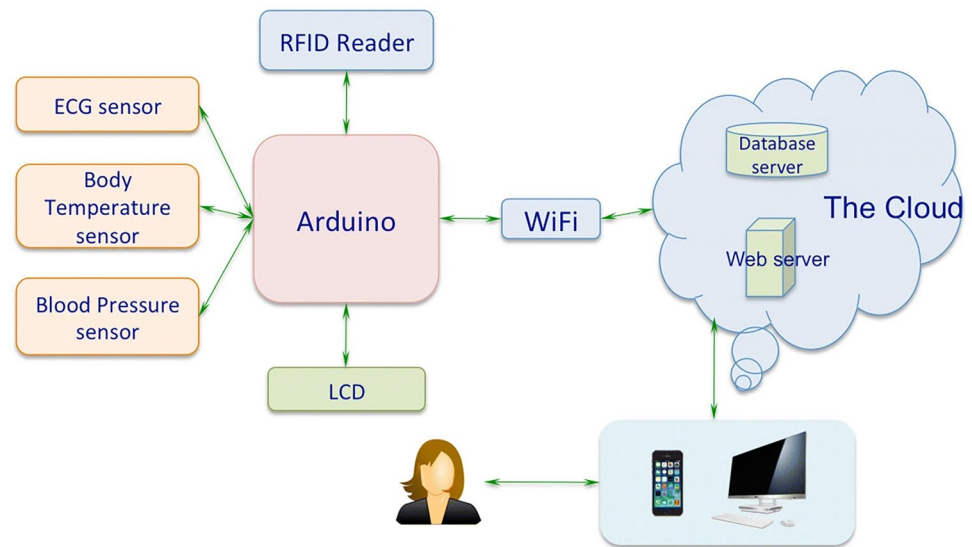 RFID Reader
ECG sensor
Body
Temperature
sensor
Blood Pressure
sensor
Arduino
LCD
WiFi
Database
server
The Cloud
Web server